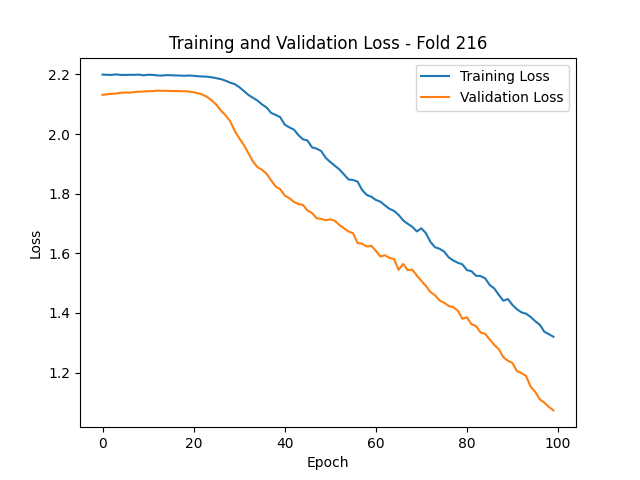 Training and Validation Loss - Fold 216
Training Loss
Validation Loss
Loss
2.2
2.0
1.8
1.6
1.4
1.2
0 20 40 60 80 100
Epoch